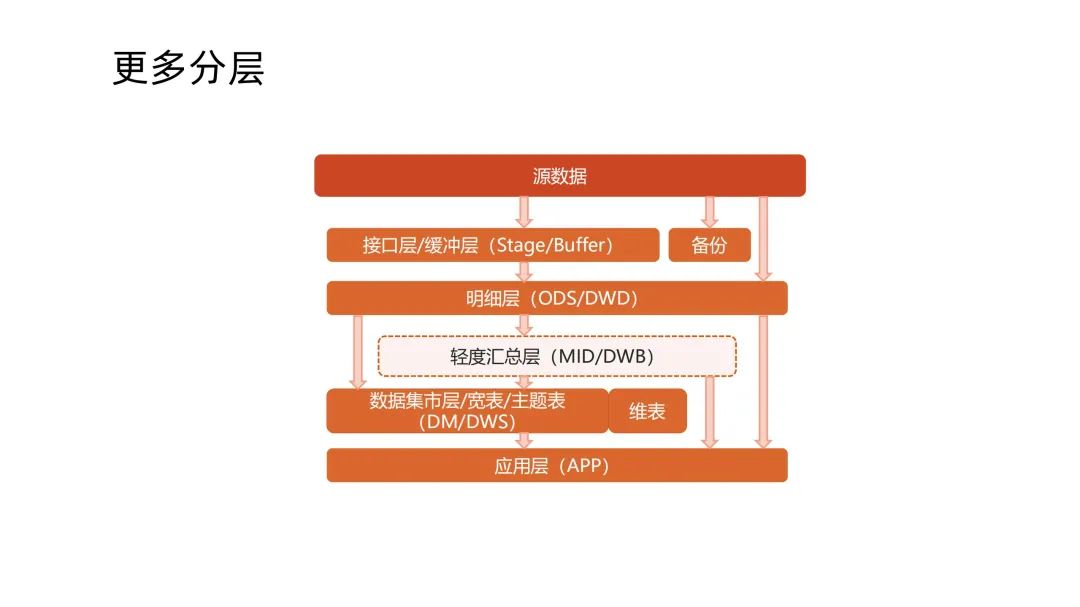 更多分层
源数据
接口层/缓冲层（Stage/Buffer）
备份
明细层（ODS/DWD）
轻度汇总层（MID/DWB）
数据集市层/宽表/主题表
（DM/DWS）
维表
应用层（APP）